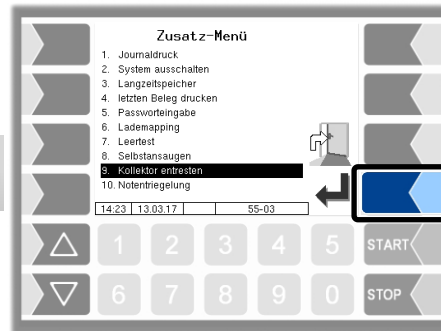 Zusatz-Menü
1. Journaldruck
2. System ausschalten
3. Langzeitspeicher
4. letzten Beleg drucken
5. Passworteingabe
6. Lademapping
7. Leertest
8. Selbstansaugen
9. Kollektor entresten
10. Notentriegelung
14:23 13.03.17 55-03
1 2 3 4 5 START
6 7 8 9 0 STOP